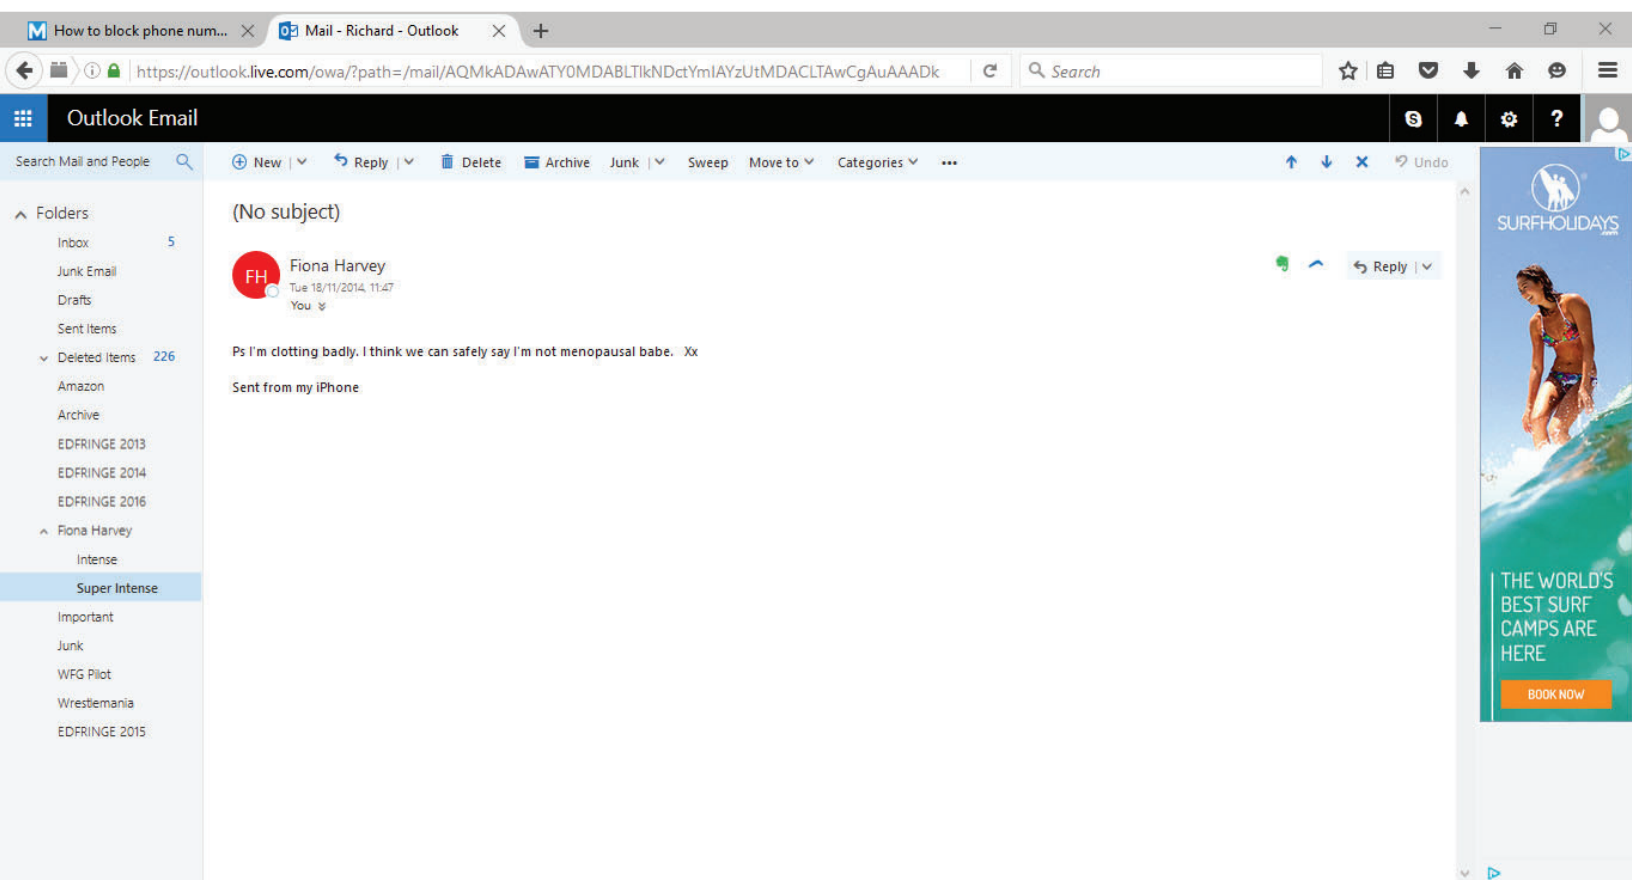 How to block phone num...
Mail - Richard - Outlook
https://outlook.live.com/owa/?path=/mail/AQMkADAwATY0MDABLTlkNDctYmIAYzUtMDACLTAwCgAuAAADk
Search
Outlook Email
Search Mail and People
New
Reply
Delete
Archive
Junk
Sweep
Move to
Categories
Undo
Folders
Inbox 5
Junk Email
Drafts
Sent Items
Deleted Items 226
Amazon
Archive
EDFRINGE 2013
EDFRINGE 2014
EDFRINGE 2016
Fiona Harvey
Intense
Super Intense
Important
Junk
WFG Pilot
Wrestlemania
EDFRINGE 2015
(No subject)
FH
Fiona Harvey
Tue 18/11/2014, 11:47
You
Reply
Ps I'm clotting badly. I think we can safely say I'm not menopausal babe. Xx
Sent from my iPhone
SURFHOLIDAYS
.com
THE WORLD'S
BEST SURF
CAMPS ARE
HERE
BOOK NOW